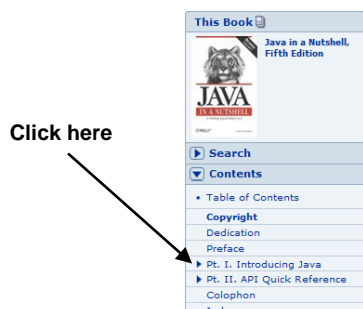 This Book
Java in a Nutshell,
Fifth Edition
JAVA
IN A NUTSHELL
O'REILLY
Click here
Search
Contents
• Table of Contents
Copyright
Dedication
Preface
Pt. I. Introducing Java
Pt. II. API Quick Reference
Colophon